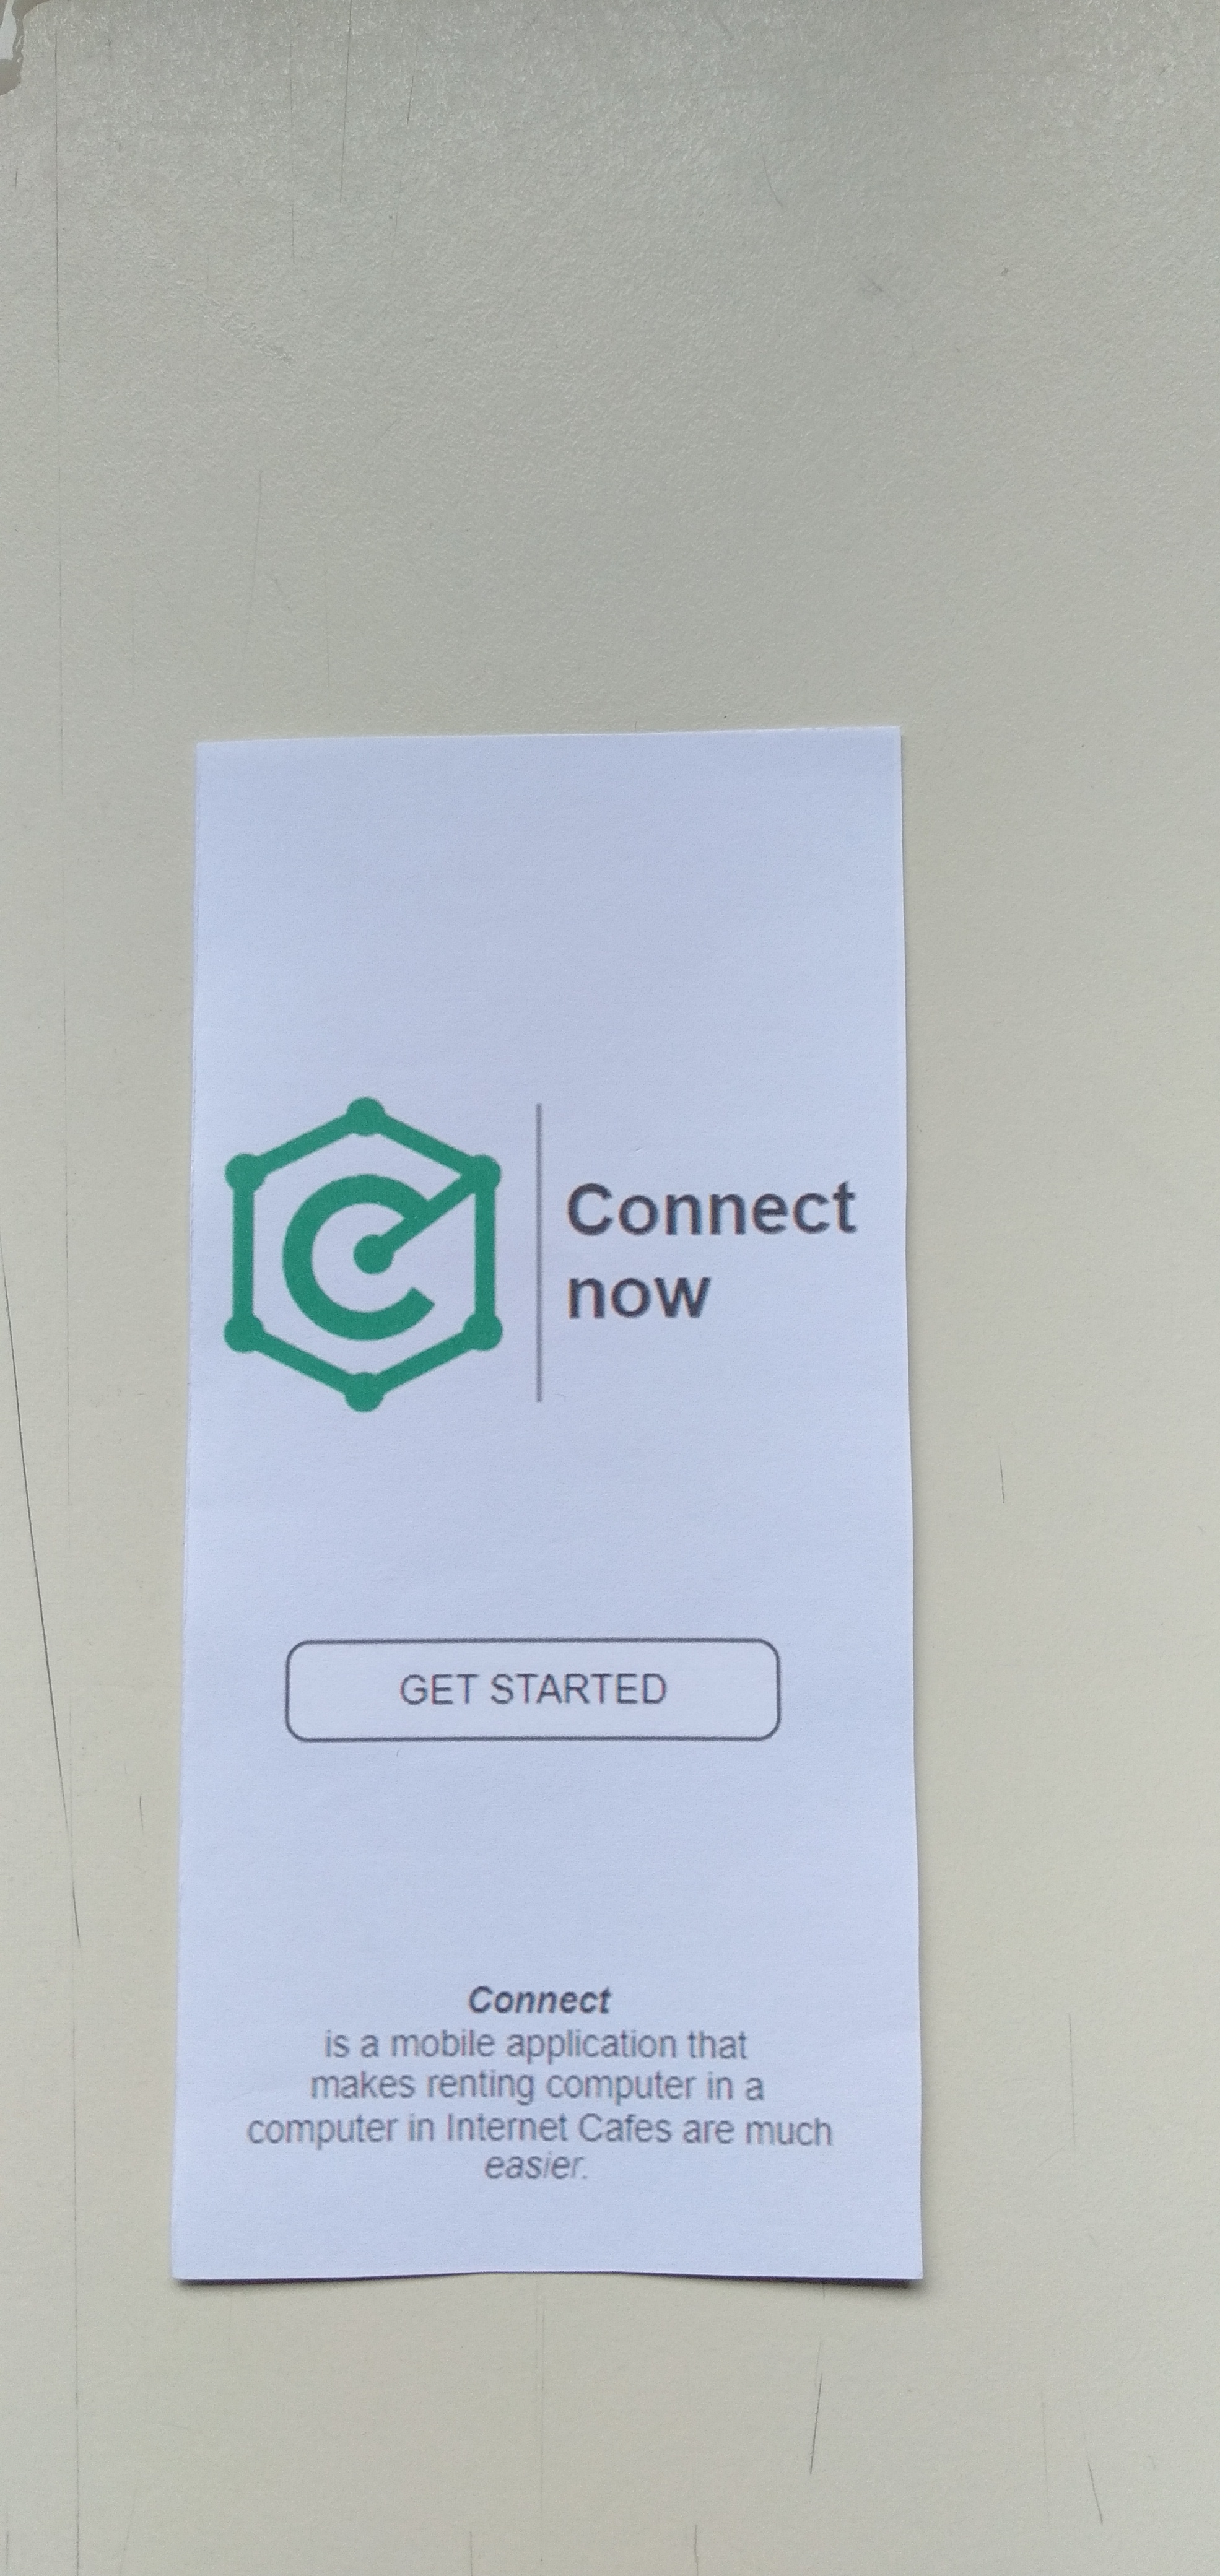 Connect
now
GET STARTED
Connect
is a mobile application that
makes renting computer in a
computer in Internet Cafes are much
easier.